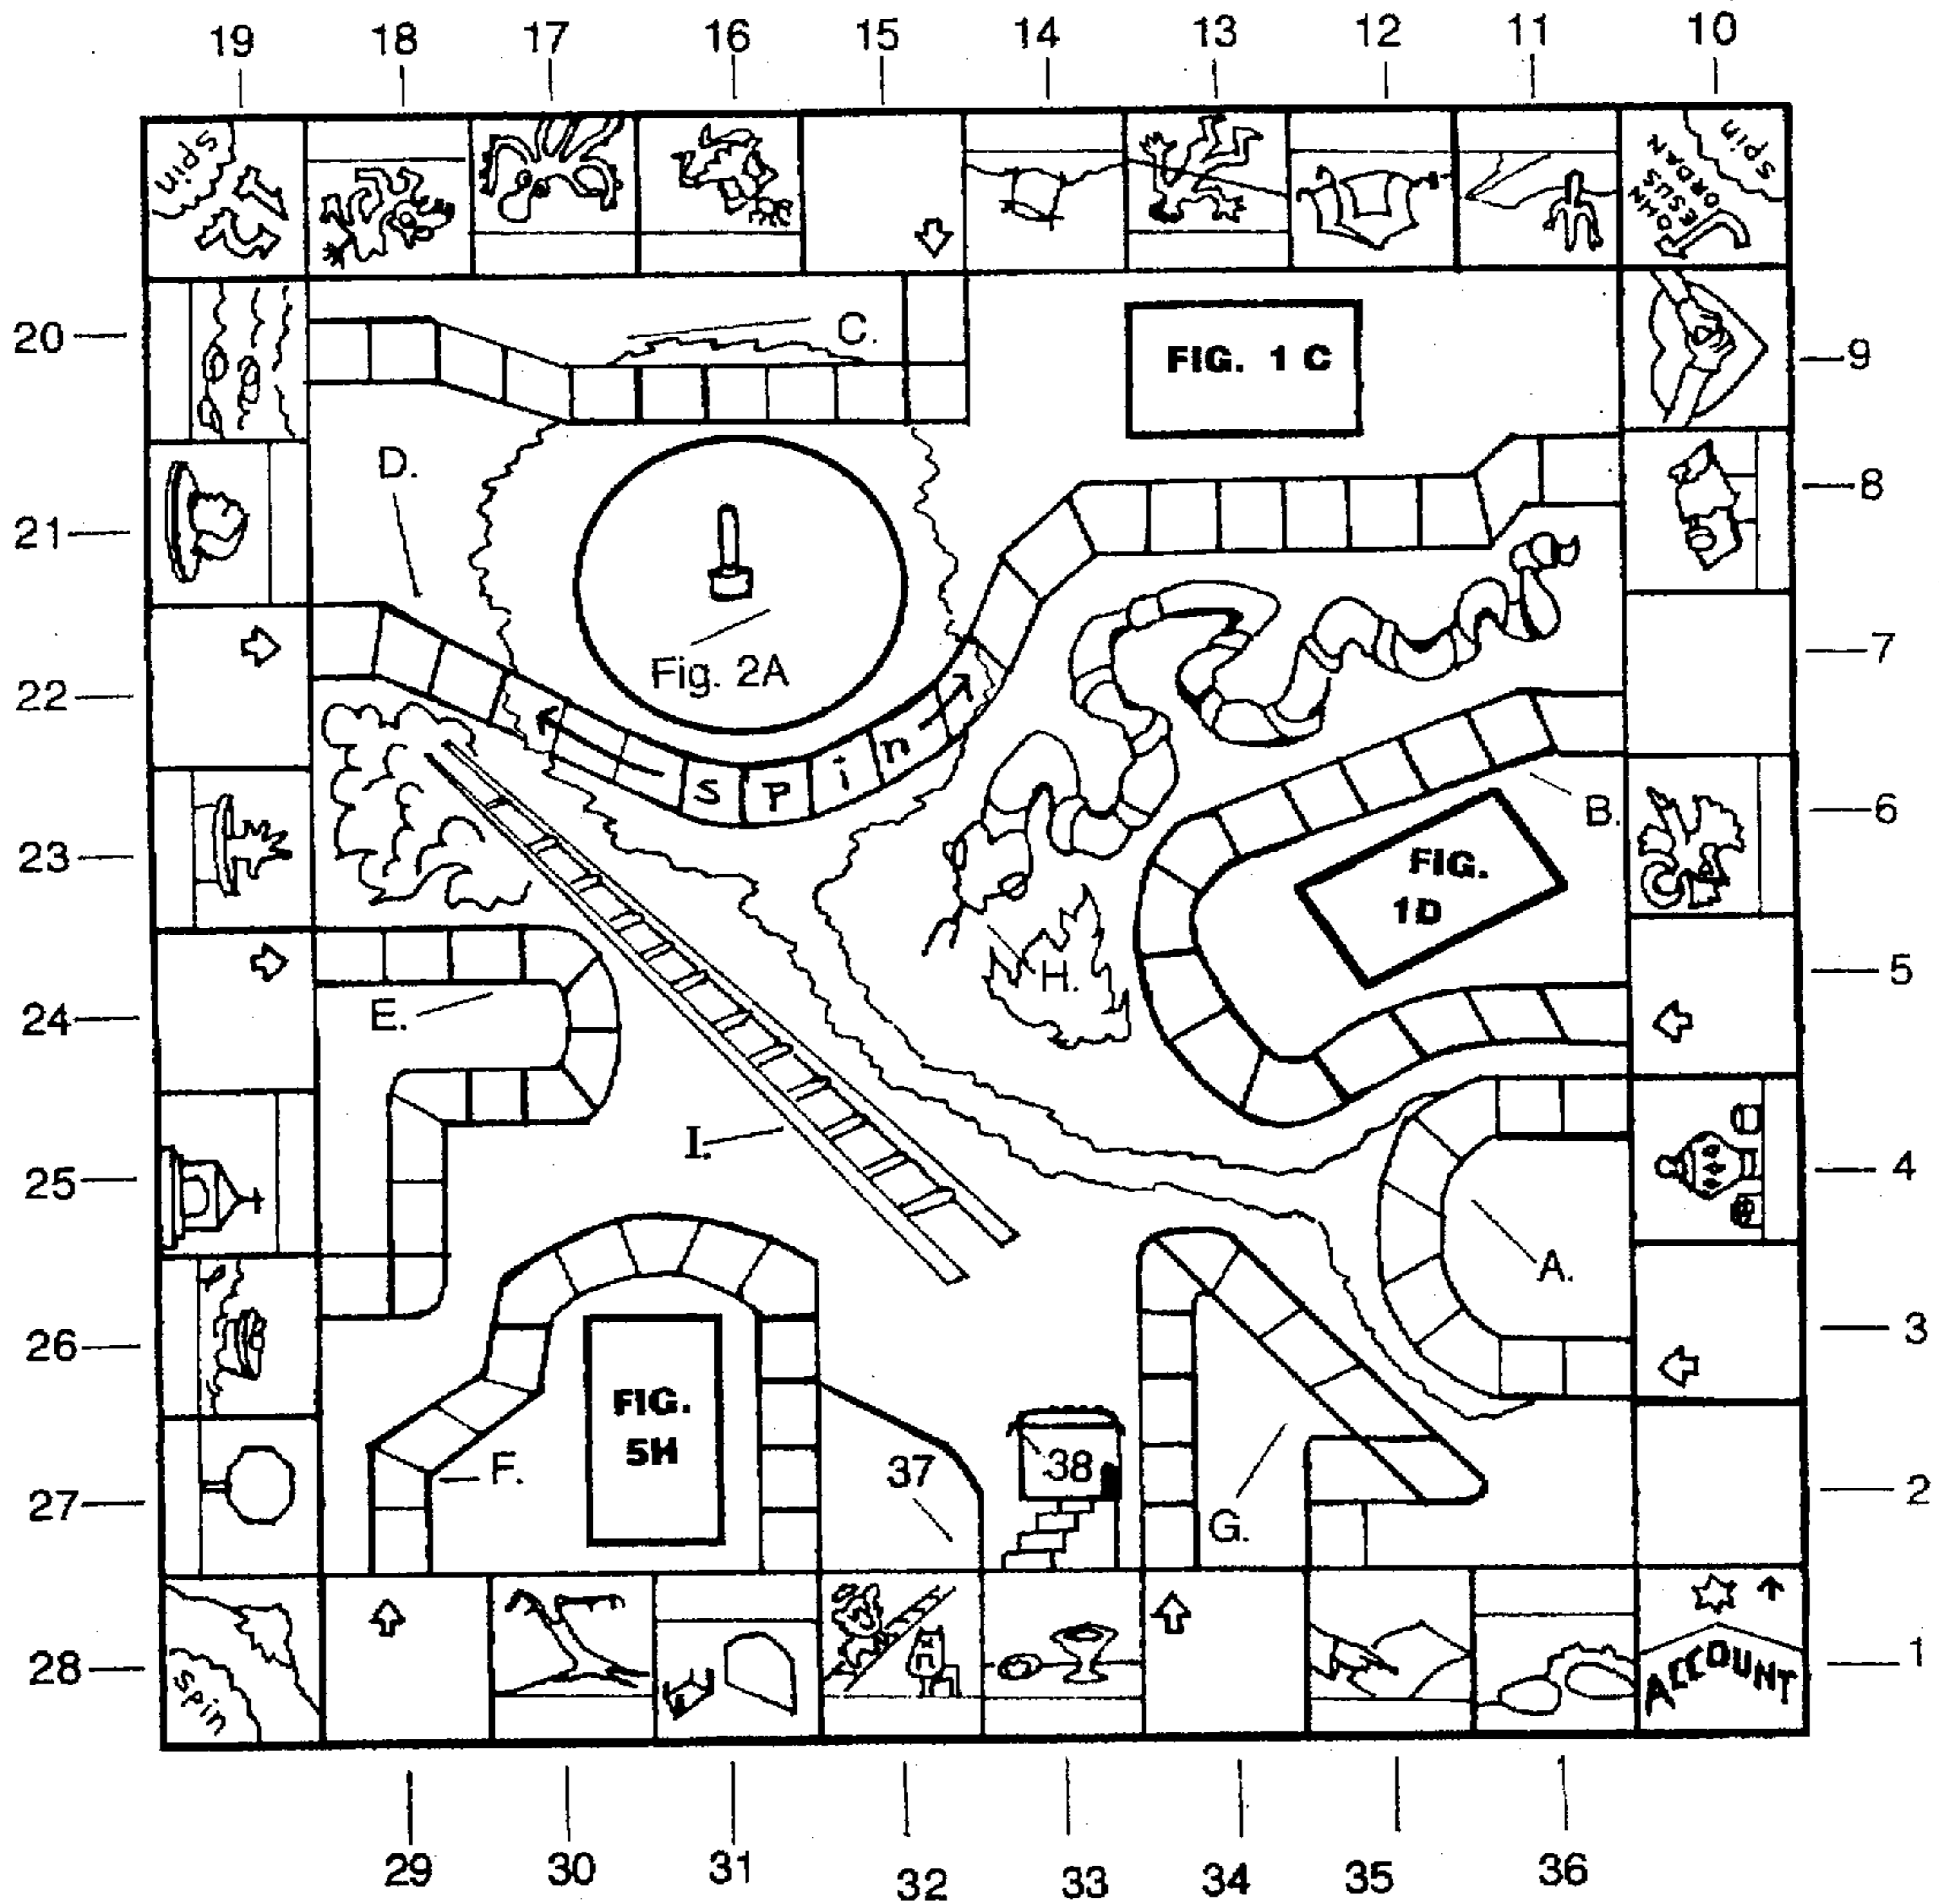 19 18 17 16 15 14 13 12 11 10
spin
spin
JOHN
JESUS
JORDAN
20
C.
FIG. 1 C
9
D.
8
21
Fig. 2A
7
22
s p i n
B.
6
23
FIG.
1D
H.
5
E.
24
I.
4
25
A.
3
26
FIG.
5H
38
37
F.
2
27
G.
28
spin
ACCOUNT
1
29 30 31 32 33 34 35 36